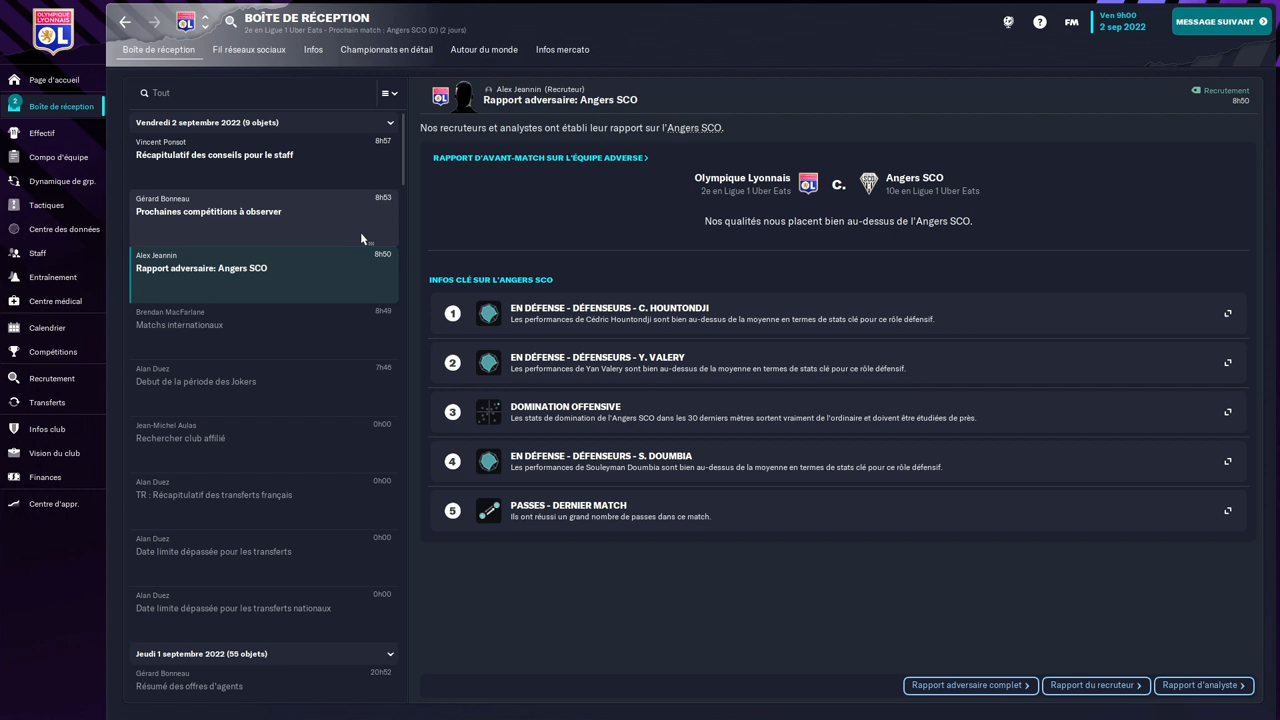 OLYMPIQUE
LYONNAIS
BOÎTE DE RÉCEPTION
2e en Ligue 1 Uber Eats - Prochain match : Angers SCO (D) (2 jours)
FM
Ven 9h00
2 sep 2022
MESSAGE SUIVANT
Boîte de réception
Fil réseaux sociaux
Infos
Championnats en détail
Autour du monde
Infos mercato
Page d'accueil
2
Boîte de réception
Effectif
Compo d'équipe
Dynamique de grp.
Tactiques
Centre des données
Staff
Entraînement
Centre médical
Calendrier
Compétitions
Recrutement
Transferts
Infos club
Vision du club
Finances
Centre d'appr.
Tout
Vendredi 2 septembre 2022 (9 objets)
Vincent Ponsot 8h57
Récapitulatif des conseils pour le staff
Gérard Bonneau 8h53
Prochaines compétitions à observer
Alex Jeannin 8h50
Rapport adversaire: Angers SCO
Brendan MacFarlane 8h49
Matchs internationaux
Alan Duez 7h46
Debut de la période des Jokers
Jean-Michel Aulas 0h00
Rechercher club affilié
Alan Duez 0h00
TR : Récapitulatif des transferts français
Alan Duez 0h00
Date limite dépassée pour les transferts
Alan Duez 0h00
Date limite dépassée pour les transferts nationaux
Jeudi 1 septembre 2022 (55 objets)
Gérard Bonneau 20h52
Résumé des offres d'agents
Alex Jeannin (Recruteur)
Rapport adversaire: Angers SCO
Recrutement
8h50
Nos recruteurs et analystes ont établi leur rapport sur l'Angers SCO.
RAPPORT D'AVANT-MATCH SUR L'ÉQUIPE ADVERSE
Olympique Lyonnais
2e en Ligue 1 Uber Eats
C.
Angers SCO
10e en Ligue 1 Uber Eats
Nos qualités nous placent bien au-dessus de l'Angers SCO.
INFOS CLÉ SUR L'ANGERS SCO
1
EN DÉFENSE - DÉFENSEURS - C. HOUNTONDJI
Les performances de Cédric Hountondji sont bien au-dessus de la moyenne en termes de stats clé pour ce rôle défensif.
2
EN DÉFENSE - DÉFENSEURS - Y. VALERY
Les performances de Yan Valery sont bien au-dessus de la moyenne en termes de stats clé pour ce rôle défensif.
3
DOMINATION OFFENSIVE
Les stats de domination de l'Angers SCO dans les 30 derniers mètres sortent vraiment de l'ordinaire et doivent être étudiées de près.
4
EN DÉFENSE - DÉFENSEURS - S. DOUMBIA
Les performances de Souleyman Doumbia sont bien au-dessus de la moyenne en termes de stats clé pour ce rôle défensif.
5
PASSES - DERNIER MATCH
Ils ont réussi un grand nombre de passes dans ce match.
Rapport adversaire complet
Rapport du recruteur
Rapport d'analyste